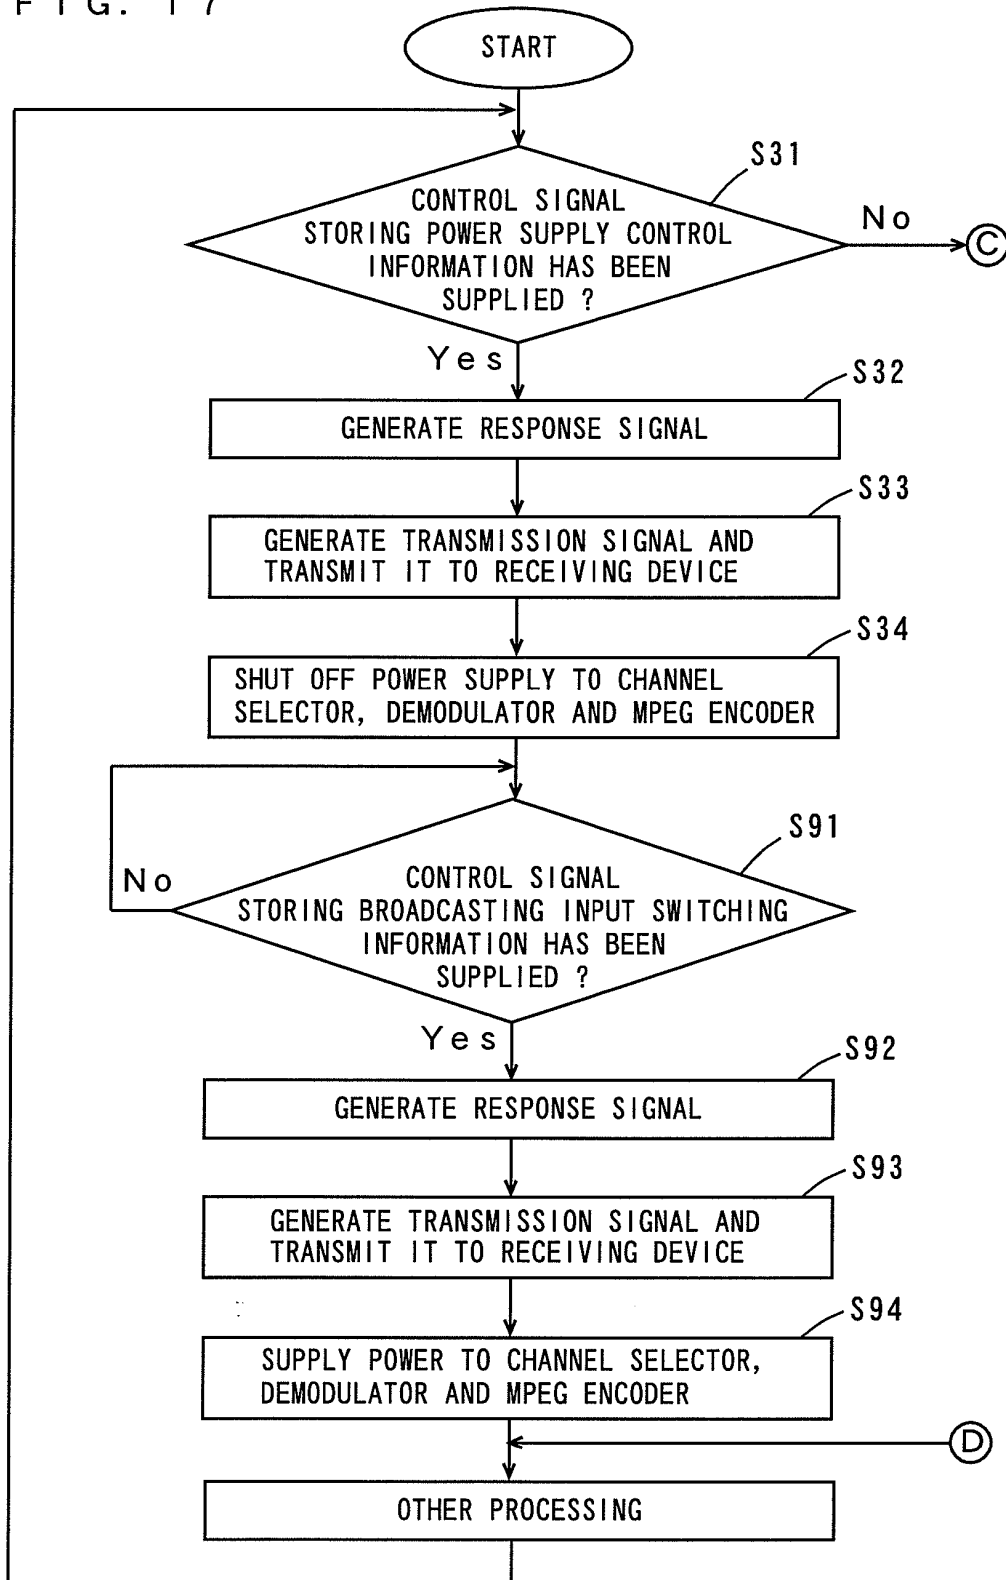 FIG. 17
START
S31
CONTROL SIGNAL
STORING POWER SUPPLY CONTROL
INFORMATION HAS BEEN
SUPPLIED ?
No
C
Yes
S32
GENERATE RESPONSE SIGNAL
S33
GENERATE TRANSMISSION SIGNAL AND
TRANSMIT IT TO RECEIVING DEVICE
S34
SHUT OFF POWER SUPPLY TO CHANNEL
SELECTOR, DEMODULATOR AND MPEG ENCODER
S91
No
CONTROL SIGNAL
STORING BROADCASTING INPUT SWITCHING
INFORMATION HAS BEEN
SUPPLIED ?
Yes
S92
GENERATE RESPONSE SIGNAL
S93
GENERATE TRANSMISSION SIGNAL AND
TRANSMIT IT TO RECEIVING DEVICE
S94
SUPPLY POWER TO CHANNEL SELECTOR,
DEMODULATOR AND MPEG ENCODER
D
OTHER PROCESSING